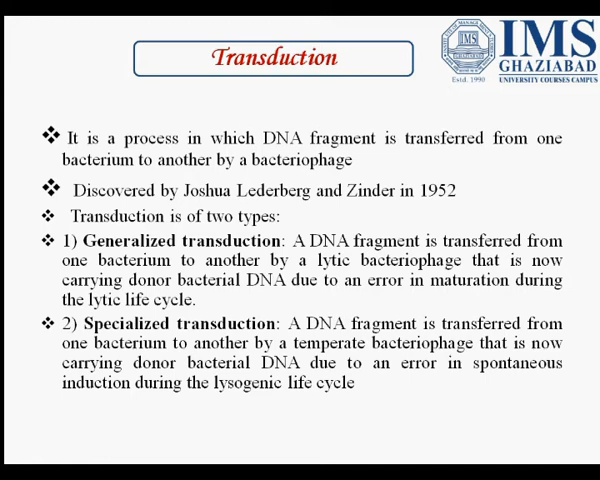 Transduction
IMS
GHAZIABAD
UNIVERSITY COURSES CAMPUS
Estd. 1990
It is a process in which DNA fragment is transferred from one
bacterium to another by a bacteriophage
Discovered by Joshua Lederberg and Zinder in 1952
Transduction is of two types:
1) Generalized transduction: A DNA fragment is transferred from
one bacterium to another by a lytic bacteriophage that is now
carrying donor bacterial DNA due to an error in maturation during
the lytic life cycle.
2) Specialized transduction: A DNA fragment is transferred from
one bacterium to another by a temperate bacteriophage that is now
carrying donor bacterial DNA due to an error in spontaneous
induction during the lysogenic life cycle